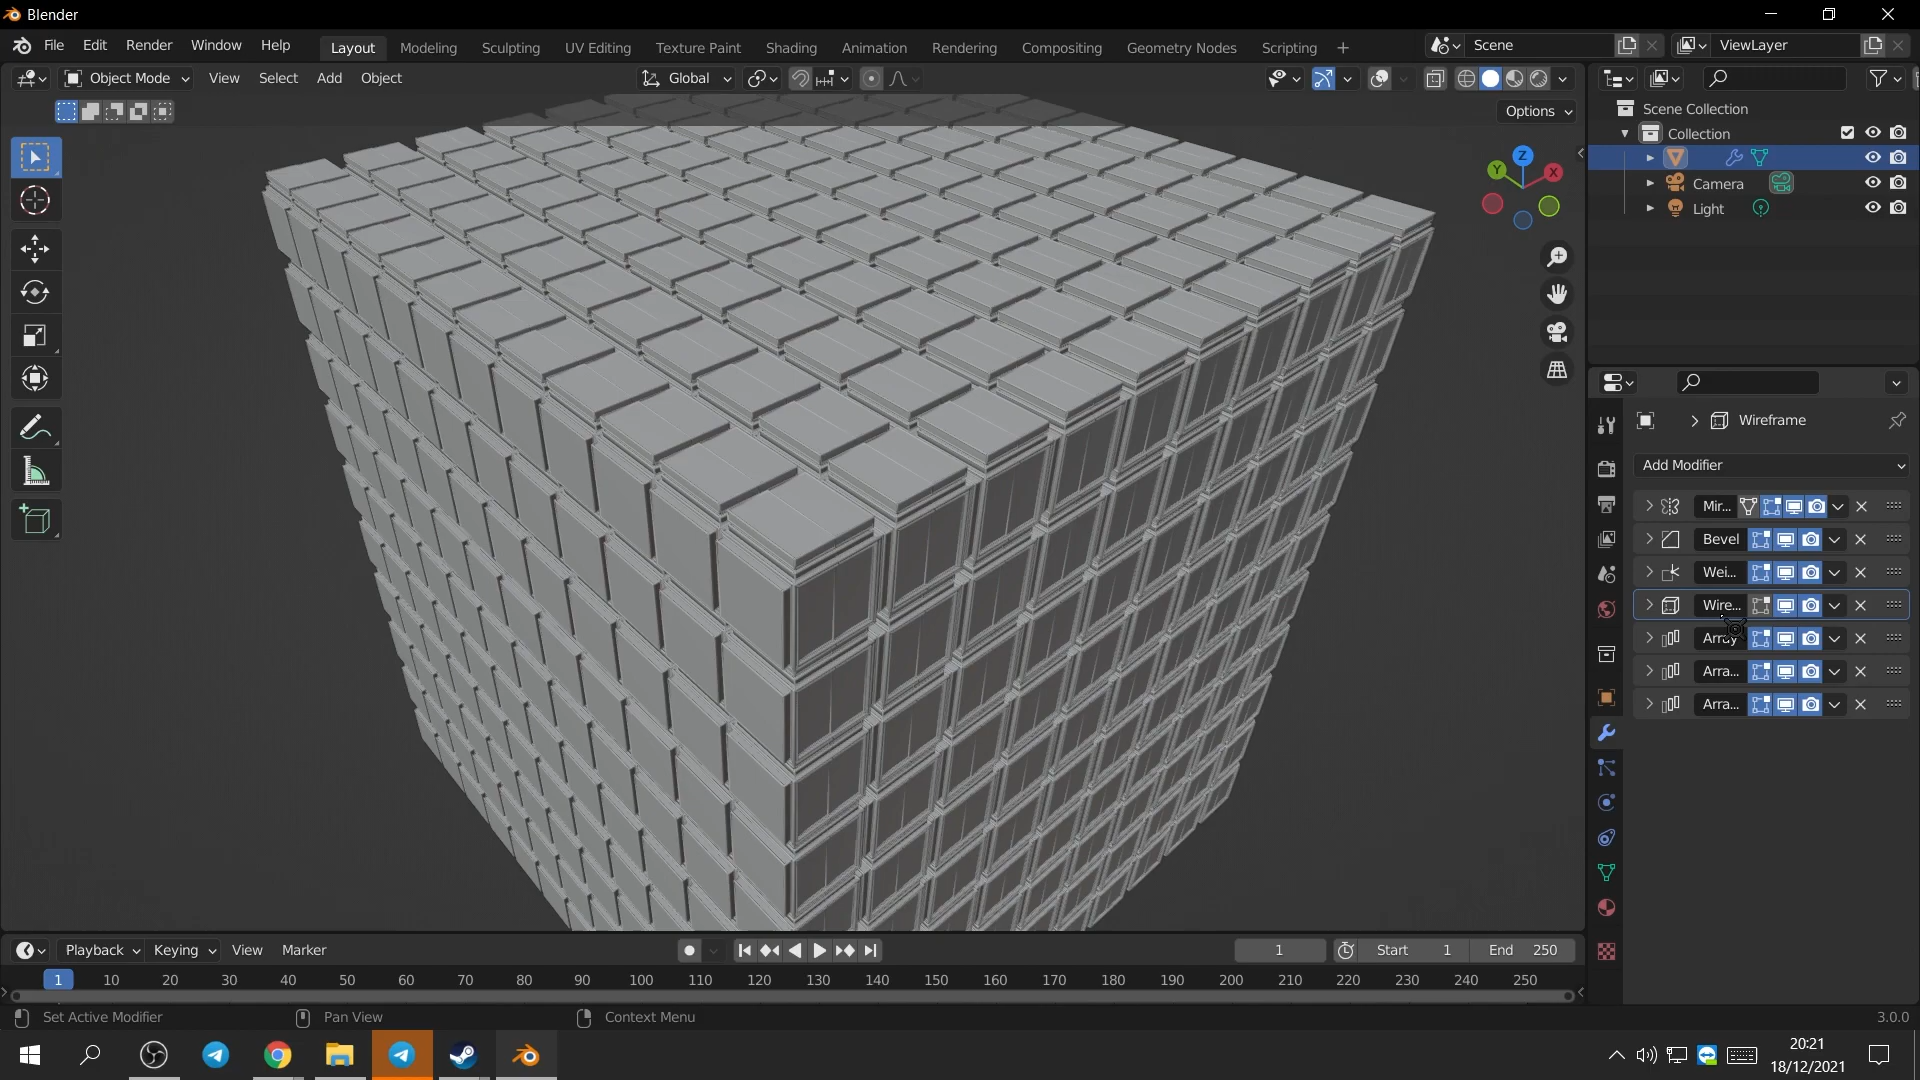 Blender
File Edit Render Window Help Layout Modeling Sculpting UV Editing Texture Paint Shading Animation Rendering Compositing Geometry Nodes Scripting + Scene ViewLayer
Object Mode View Select Add Object Global
Options
Z
Y
X
Scene Collection
Collection
Camera
Light
Wireframe
Add Modifier
Mir...
Bevel
Wei...
Wire...
Array
Arra...
Arra...
Playback Keying View Marker 1 Start 1 End 250
1 10 20 30 40 50 60 70 80 90 100 110 120 130 140 150 160 170 180 190 200 210 220 230 240 250
Set Active Modifier Pan View Context Menu 3.0.0
20:21
18/12/2021